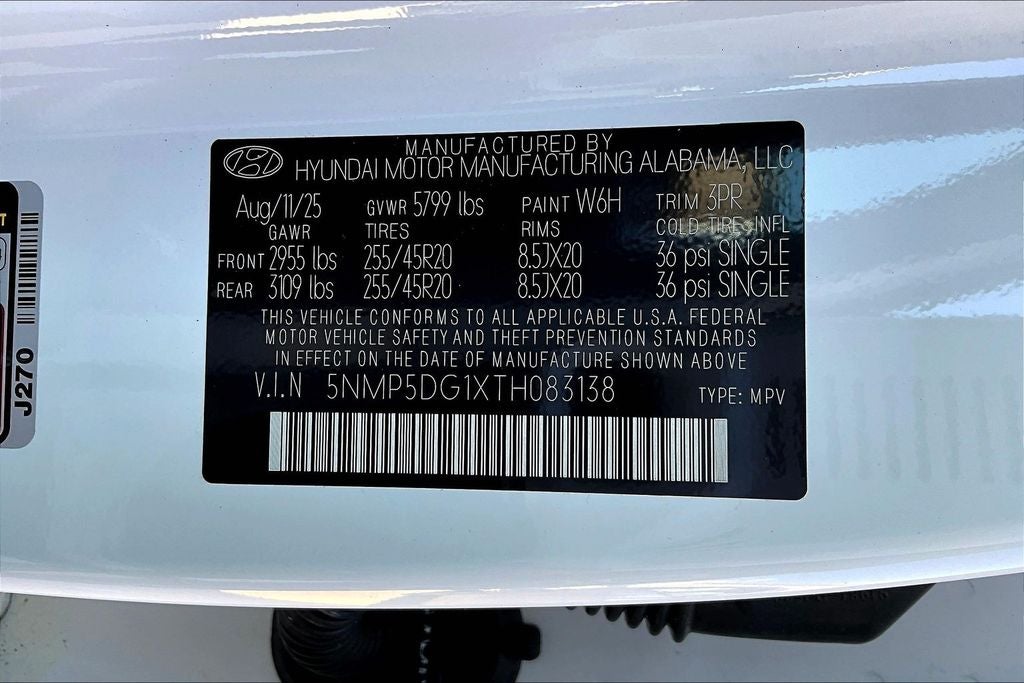 MANUFACTURED BY
HYUNDAI MOTOR MANUFACTURING ALABAMA, LLC
Aug/11/25 GVWR 5799 lbs PAINT W6H TRIM 3PR
GAWR TIRES RIMS COLD TIRE INFL
FRONT 2955 lbs 255/45R20 8.5JX20 36 psi SINGLE
REAR 3109 lbs 255/45R20 8.5JX20 36 psi SINGLE
THIS VEHICLE CONFORMS TO ALL APPLICABLE U.S.A. FEDERAL
MOTOR VEHICLE SAFETY AND THEFT PREVENTION STANDARDS
IN EFFECT ON THE DATE OF MANUFACTURE SHOWN ABOVE
V.I.N 5NMP5DG1XTH083138 TYPE: MPV
J270